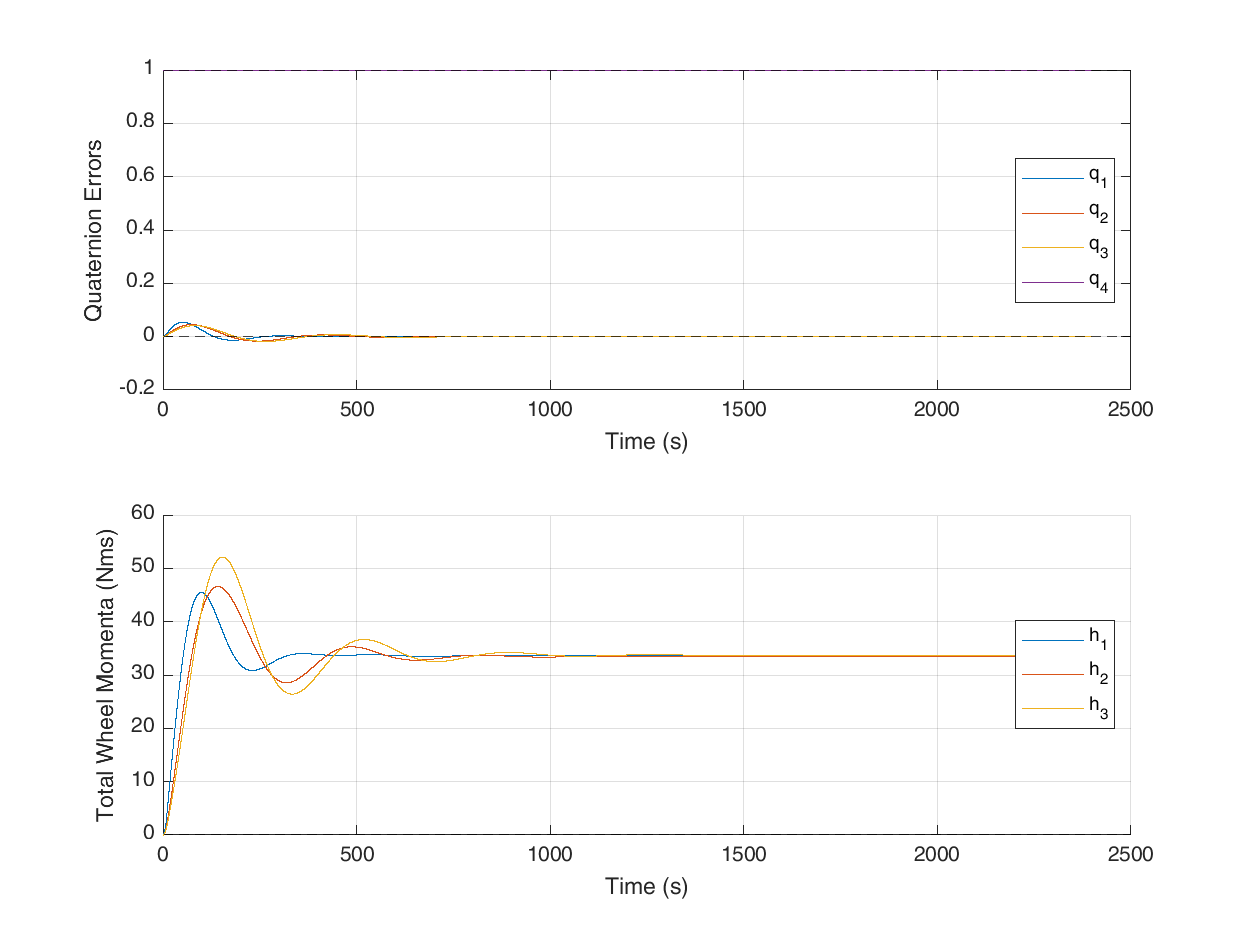 Quaternion Errors
1
0.8
0.6
0.4
0.2
0
-0.2
0 500 1000 1500 2000 2500
Time (s)
q1
q2
q3
q4
Total Wheel Momenta (Nms)
60
50
40
30
20
10
0
0 500 1000 1500 2000 2500
Time (s)
h1
h2
h3